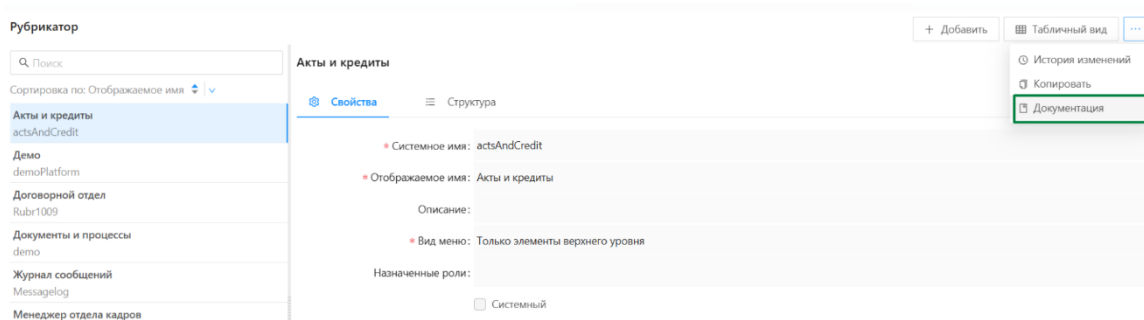 Рубрикатор
+ Добавить
Табличный вид
...
Поиск
Сортировка по: Отображаемое имя
Акты и кредиты
actsAndCredit
Демо
demoPlatform
Договорной отдел
Rubr1009
Документы и процессы
demo
Журнал сообщений
Messagelog
Менеджер отдела кадров
Акты и кредиты
История изменений
Копировать
Документация
Свойства
Структура
* Системное имя: actsAndCredit
* Отображаемое имя: Акты и кредиты
Описание:
* Вид меню: Только элементы верхнего уровня
Назначенные роли:
Системный